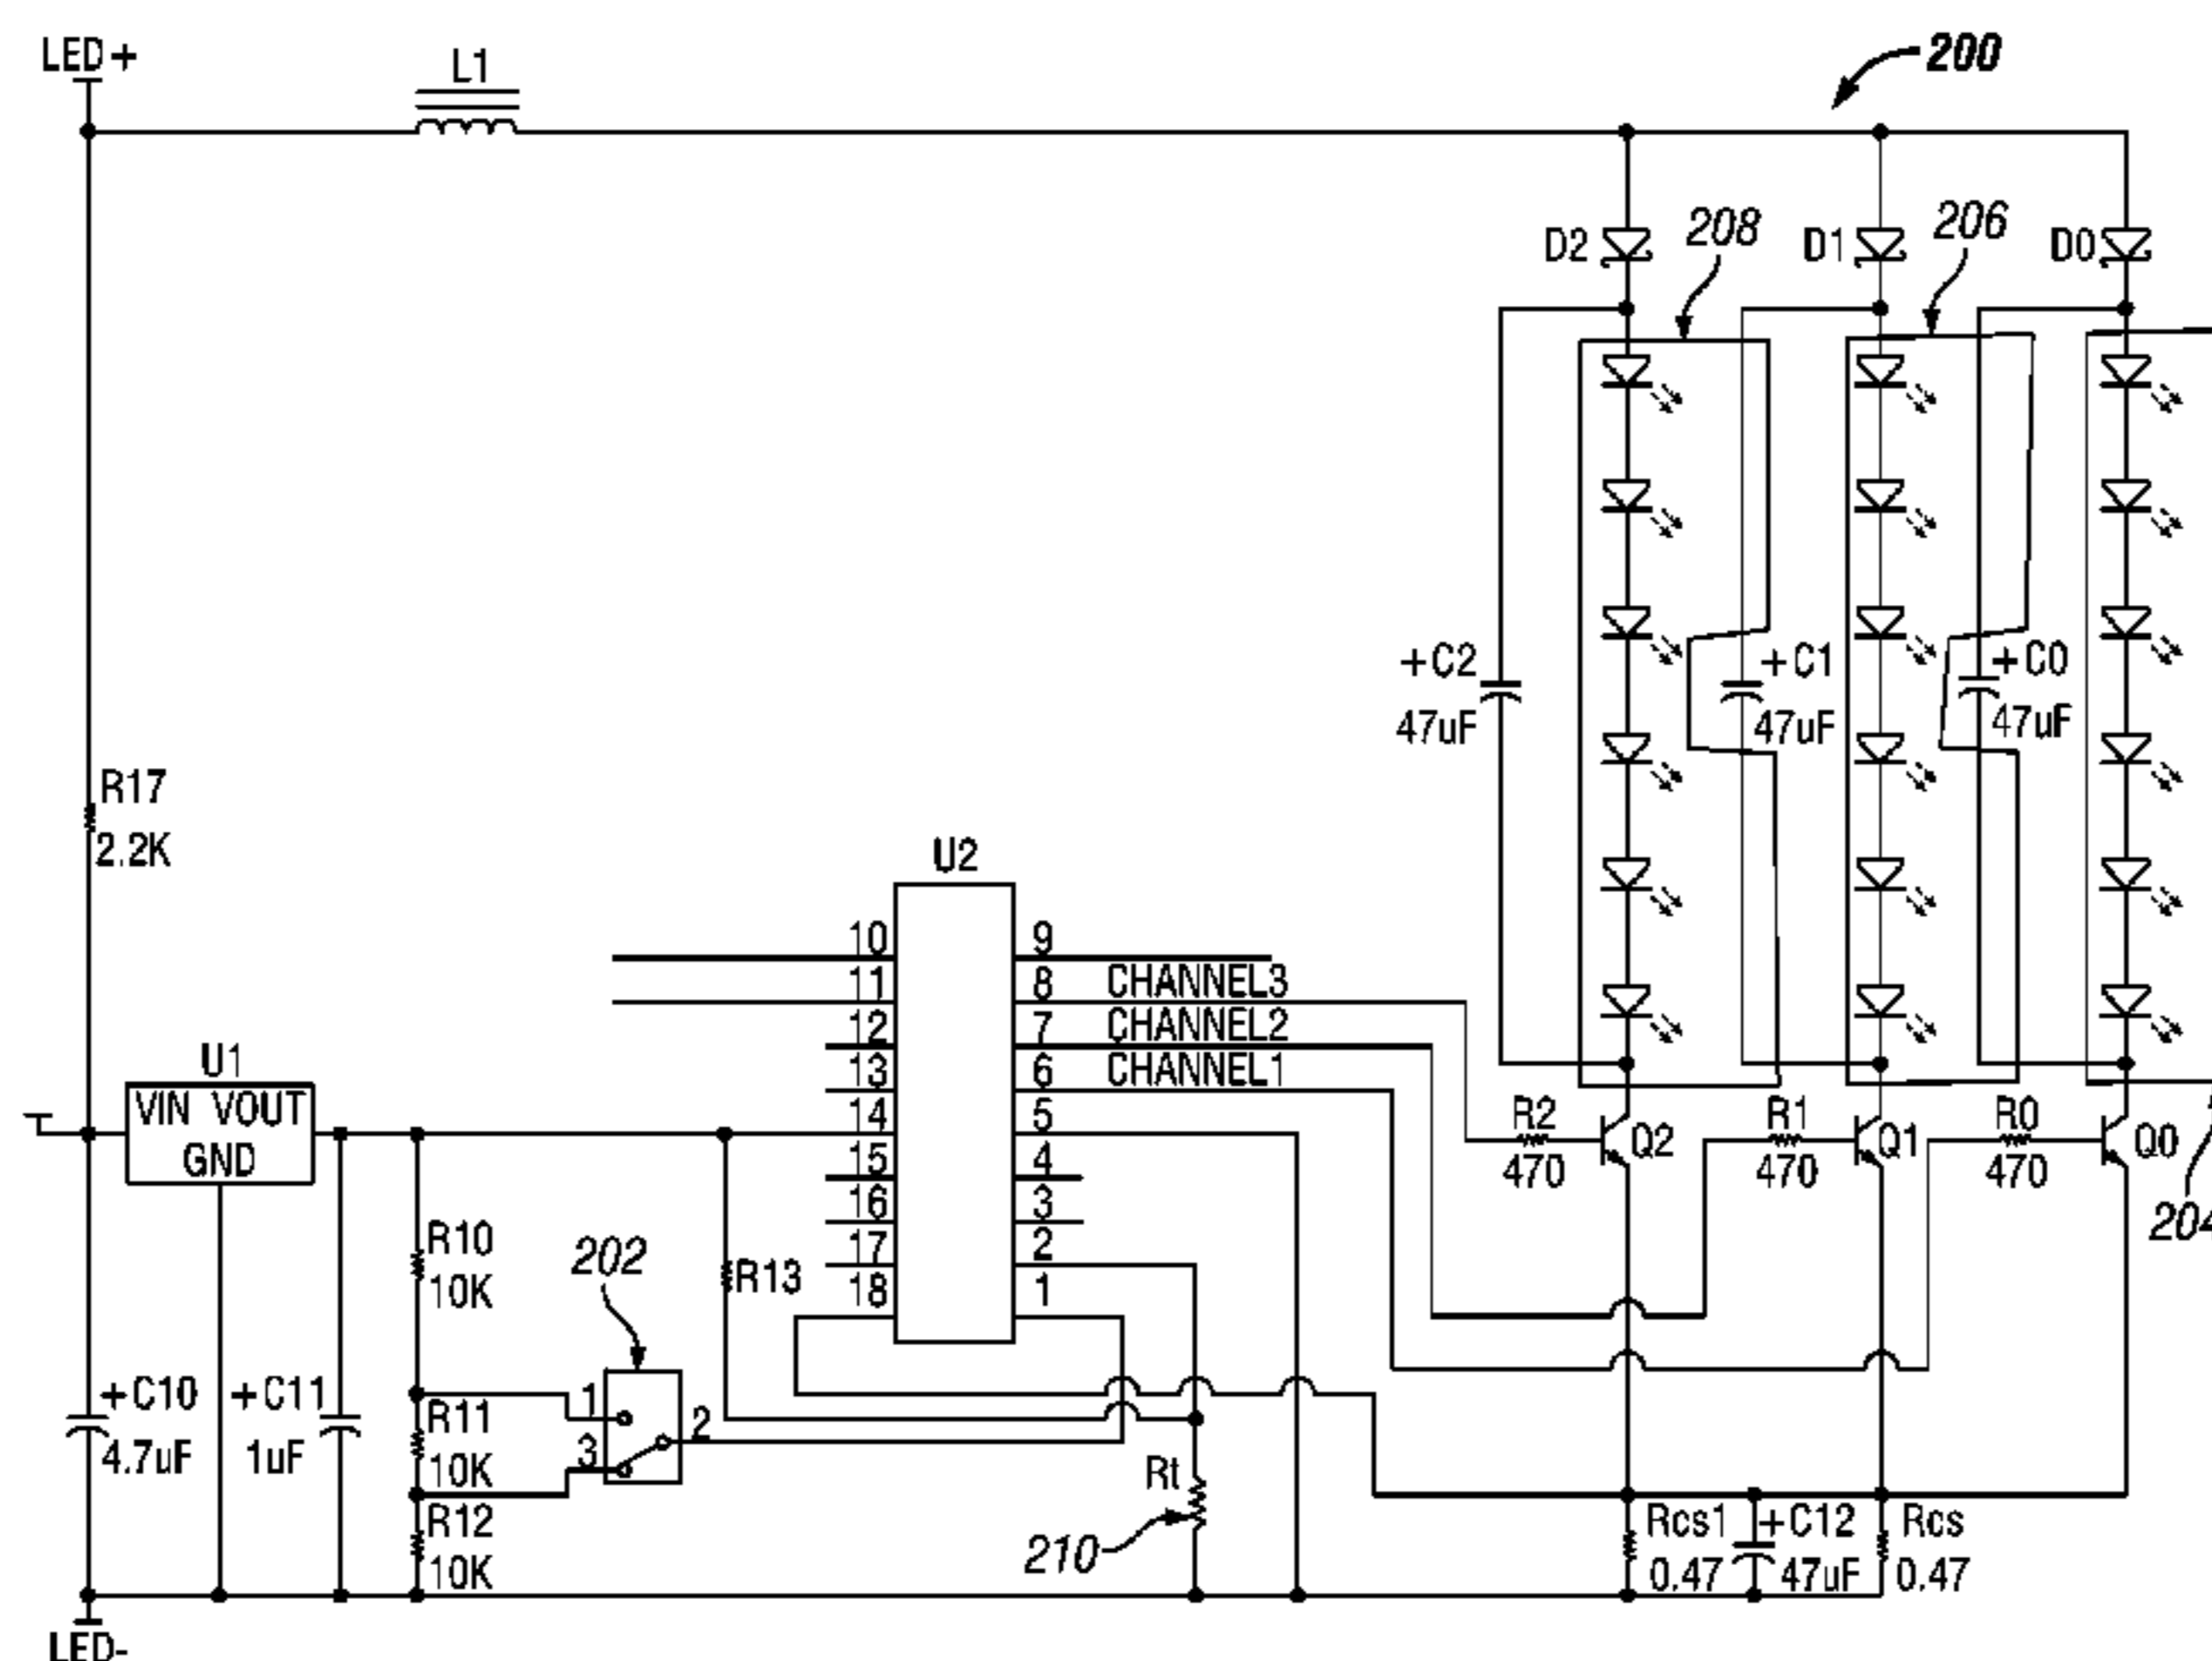 LED+
L1
200
D2
208
D1
206
D0
+C2
47uF
+C1
47uF
+C0
47uF
R17
2.2K
U2
10
9
11
8
CHANNEL3
12
7
CHANNEL2
13
6
CHANNEL1
14
5
15
4
16
3
17
2
18
1
U1
VIN VOUT
GND
R2
470
Q2
R1
470
Q1
R0
470
Q0
204
R10
10K
202
R13
+C10
4.7uF
+C11
1uF
R11
10K
1
3
2
R12
10K
Rt
210
Rcs1
0.47
+C12
47uF
Rcs
0.47
LED-